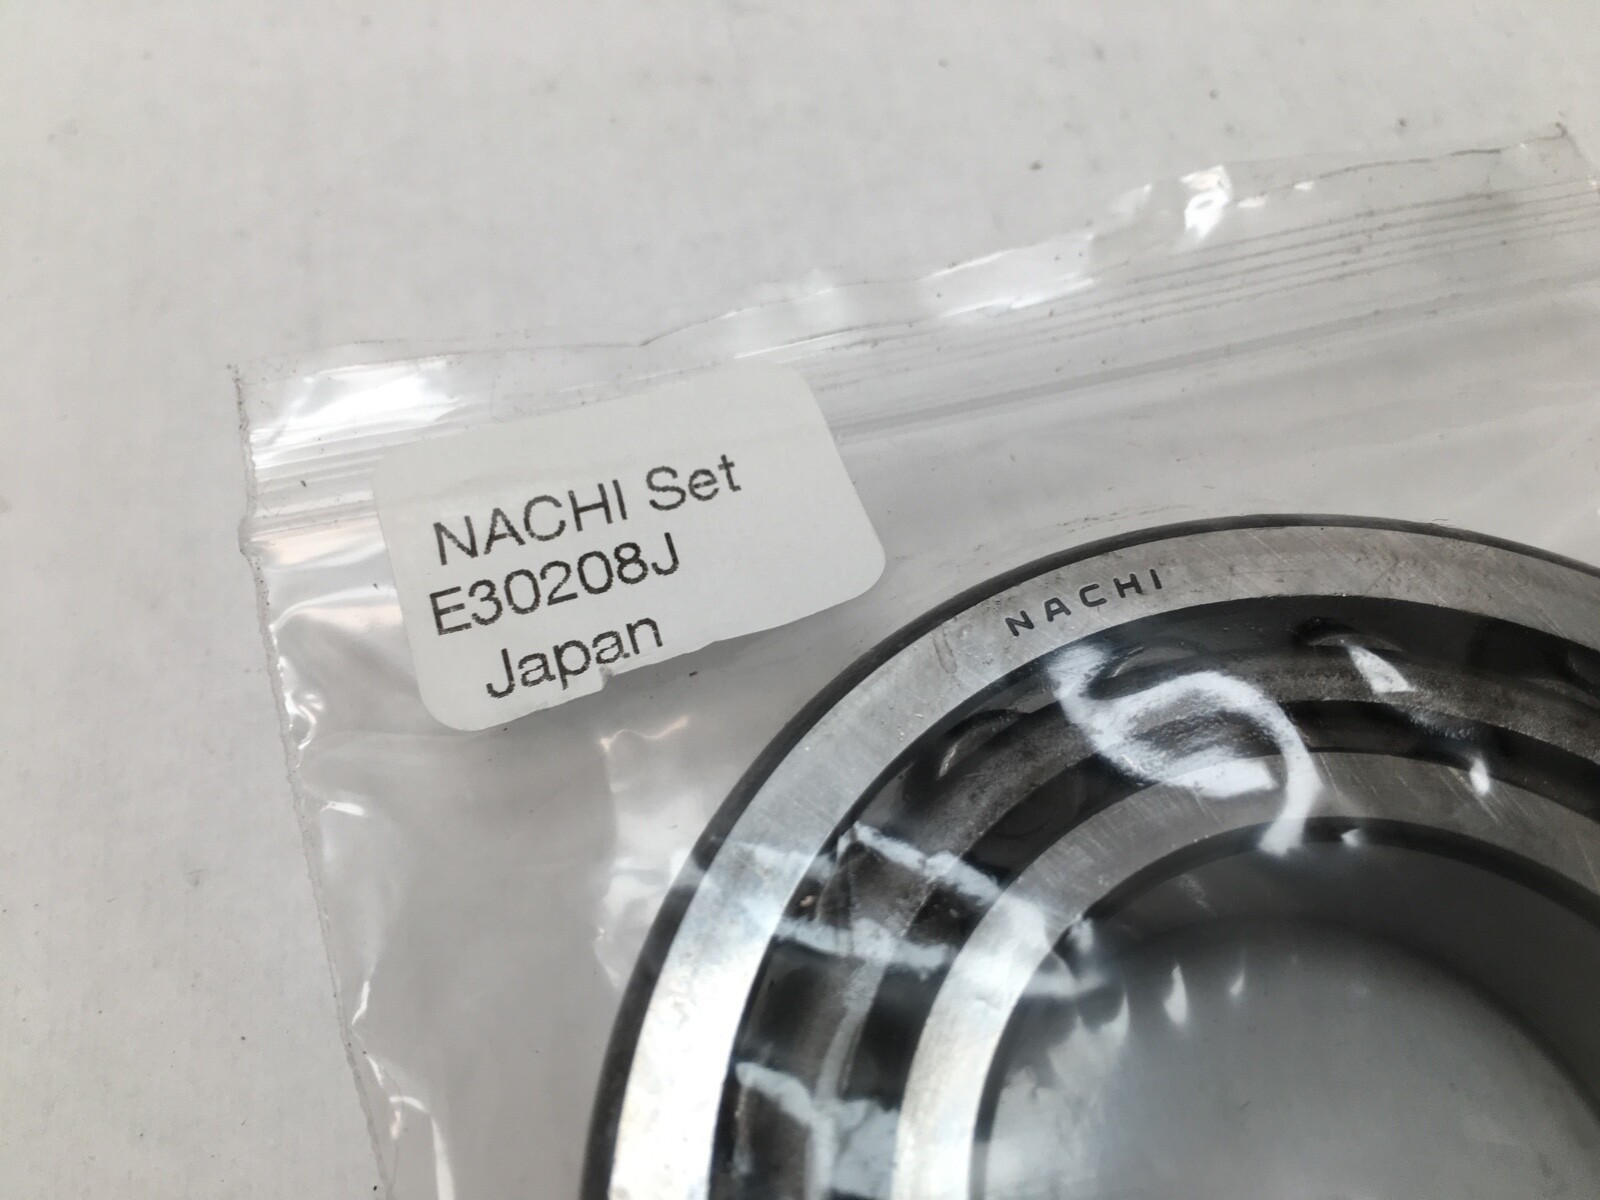 NACHI Set
E30208J
Japan
NACHI